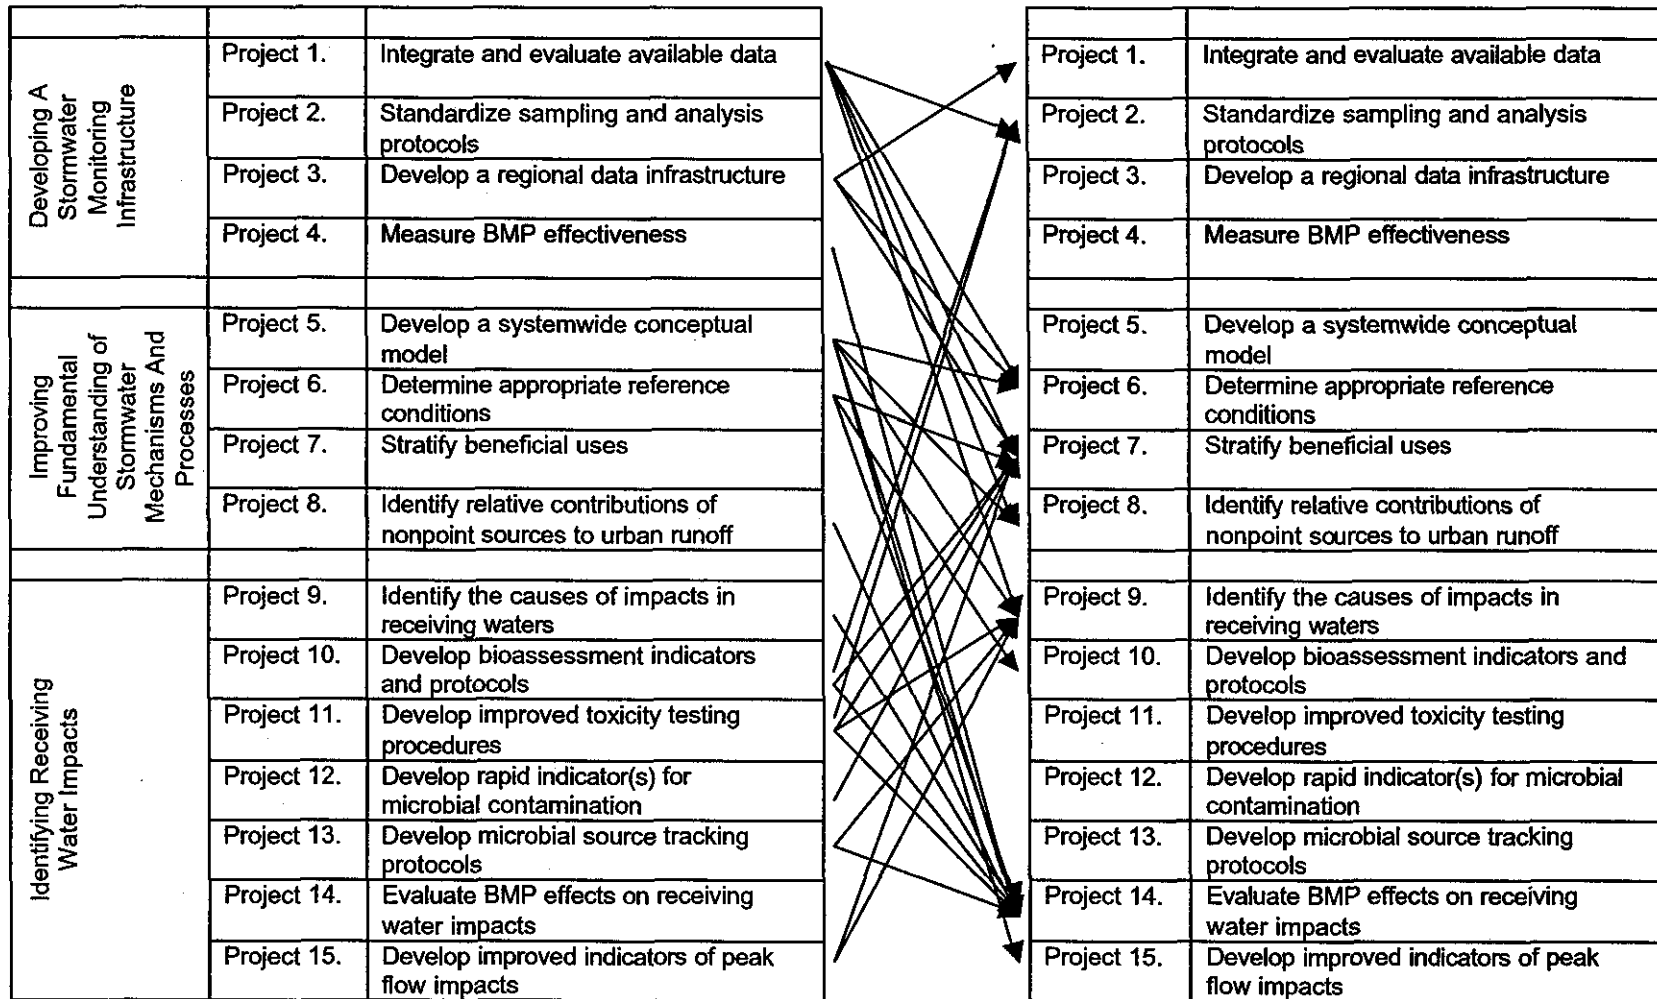 Developing A
Stormwater
Monitoring
Infrastructure
Project 1. Integrate and evaluate available data
Project 2. Standardize sampling and analysis
protocols
Project 3. Develop a regional data infrastructure
Project 4. Measure BMP effectiveness
Improving
Fundamental
Understanding of
Stormwater
Mechanisms And
Processes
Project 5. Develop a systemwide conceptual
model
Project 6. Determine appropriate reference
conditions
Project 7. Stratify beneficial uses
Project 8. Identify relative contributions of
nonpoint sources to urban runoff
Identifying Receiving
Water Impacts
Project 9. Identify the causes of impacts in
receiving waters
Project 10. Develop bioassessment indicators
and protocols
Project 11. Develop improved toxicity testing
procedures
Project 12. Develop rapid indicator(s) for
microbial contamination
Project 13. Develop microbial source tracking
protocols
Project 14. Evaluate BMP effects on receiving
water impacts
Project 15. Develop improved indicators of peak
flow impacts
Project 1. Integrate and evaluate available data
Project 2. Standardize sampling and analysis
protocols
Project 3. Develop a regional data infrastructure
Project 4. Measure BMP effectiveness
Project 5. Develop a systemwide conceptual
model
Project 6. Determine appropriate reference
conditions
Project 7. Stratify beneficial uses
Project 8. Identify relative contributions of
nonpoint sources to urban runoff
Project 9. Identify the causes of impacts in
receiving waters
Project 10. Develop bioassessment indicators and
protocols
Project 11. Develop improved toxicity testing
procedures
Project 12. Develop rapid indicator(s) for microbial
contamination
Project 13. Develop microbial source tracking
protocols
Project 14. Evaluate BMP effects on receiving
water impacts
Project 15. Develop improved indicators of peak
flow impacts